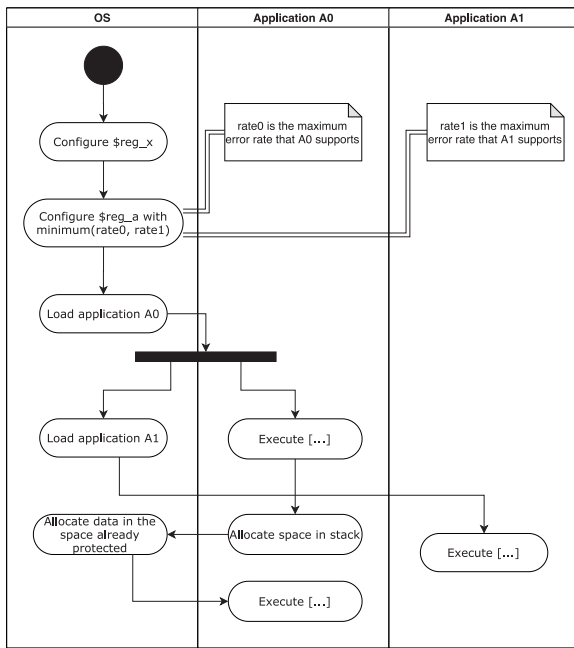 OS
Application A0
Application A1
rate0 is the maximum
error rate that A0 supports
rate1 is the maximum
error rate that A1 supports
Configure $reg_x
Configure $reg_a with
minimum(rate0, rate1)
Load application A0
Load application A1
Execute [...]
Allocate data in the
space already
protected
Allocate space in stack
Execute [...]
Execute [...]